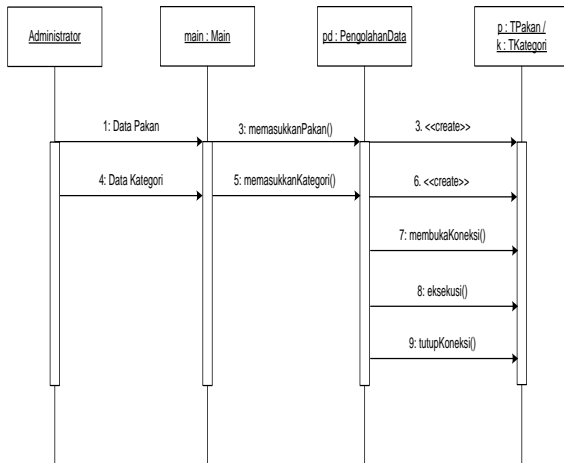 Administrator
main : Main
pd : PengolahanData
p : TPakan /
k : TKategori
1: Data Pakan
3: memasukkanPakan()
3. <<create>>
4: Data Kategori
5: memasukkanKategori()
6. <<create>>
7: membukaKoneksi()
8: eksekusi()
9: tutupKoneksi()